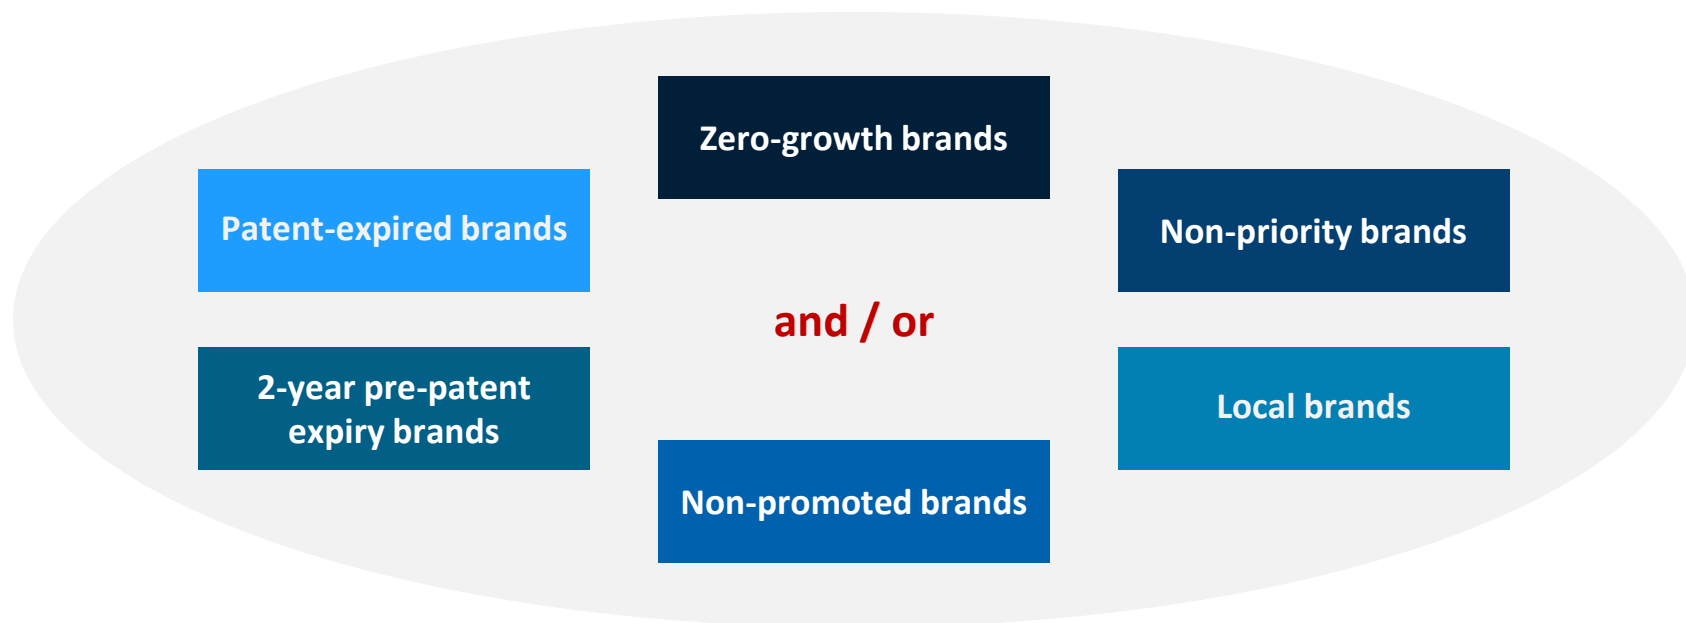 Zero-growth brands
Patent-expired brands
Non-priority brands
and / or
2-year pre-patent
expiry brands
Local brands
Non-promoted brands